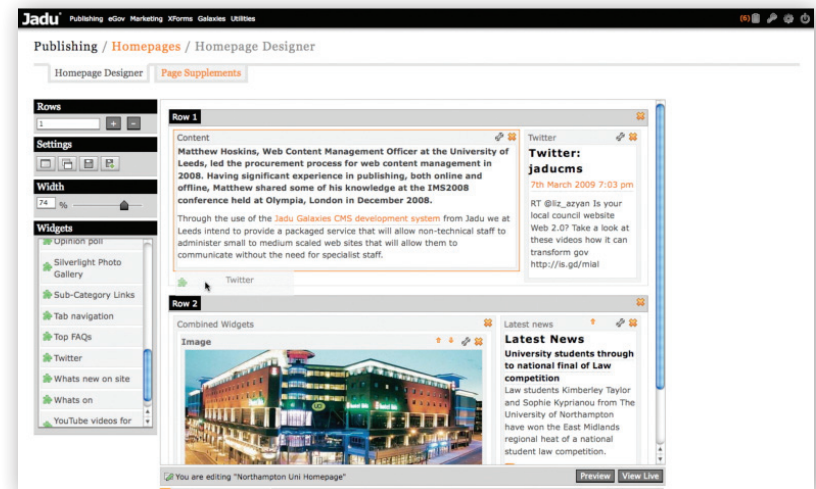 Jadu Publishing eGov Marketing XForms Galaxies Utilities (6)
Publishing / Homepages / Homepage Designer
Homepage Designer Page Supplements
Rows
1 + -
Settings
Width
74 %
Widgets
Opinion poll
Silverlight Photo
Gallery
Sub-Category Links
Tab navigation
Top FAQs
Twitter
Whats new on site
Whats on
YouTube videos for
Row 1
Content
Matthew Hoskins, Web Content Management Officer at the University of
Leeds, led the procurement process for web content management in
2008. Having significant experience in publishing, both online and
offline, Matthew shared some of his knowledge at the IMS2008
conference held at Olympia, London in December 2008.
Through the use of the Jadu Galaxies CMS development system from Jadu we at
Leeds intend to provide a packaged service that will allow non-technical staff to
administer small to medium scaled web sites that will allow them to
communicate without the need for specialist staff.
Twitter
Twitter
Twitter:
jaducms
7th March 2009 7:03 pm
RT @liz_azyan Is your
local council website
Web 2.0? Take a look at
these videos how it can
transform gov
http://is.gd/mial
Row 2
Combined Widgets
Image
Latest news
Latest News
University students through
to national final of Law
competition
Law students Kimberley Taylor
and Sophie Kyprianou from The
University of Northampton
have won the East Midlands
regional heat of a national
student law competition.
You are editing "Northampton Uni Homepage"
Preview View Live